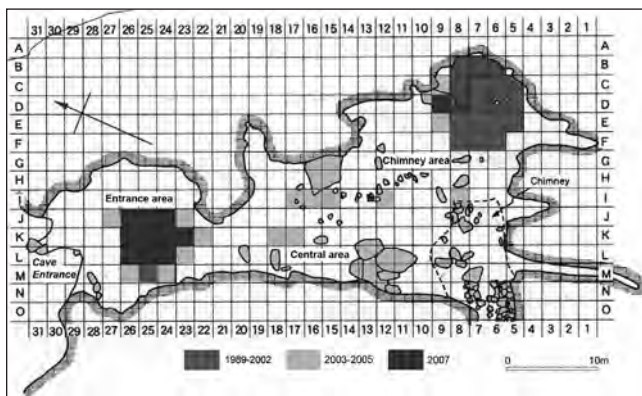 31 30 29 28 27 26 25 24 23 22 21 20 19 18 17 16 15 14 13 12 11 10 9 8 7 6 5 4 3 2 1
A A
B B
C C
D D
E E
F F
G Chimney area G
H Chimney H
I Entrance area I
J J
K K
L Cave Central area L
M Entrance M
N N
O O
31 30 29 28 27 26 25 24 23 22 21 20 19 18 17 16 15 14 13 12 11 10 9 8 7 6 5 4 3 2 1
1989-2002 2003-2005 2007 0 10m